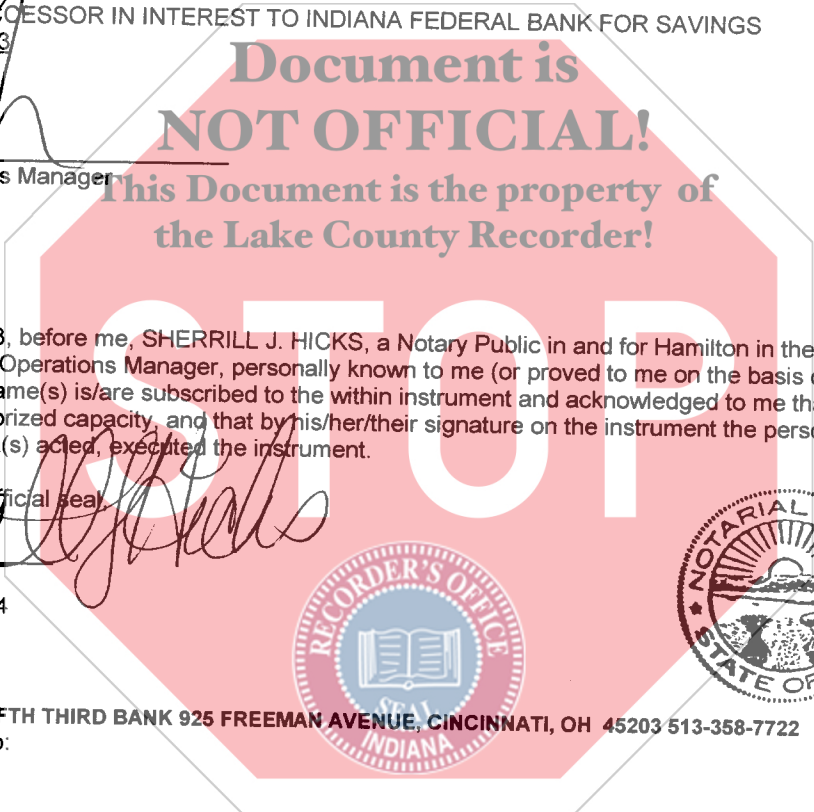 CESSOR IN INTEREST TO INDIANA FEDERAL BANK FOR SAVINGS
3
Document is
NOT OFFICIAL!
s Manager
This Document is the property of
the Lake County Recorder!
STOP
, before me, SHERRILL J. HICKS, a Notary Public in and for Hamilton in the
Operations Manager, personally known to me (or proved to me on the basis
ame(s) is/are subscribed to the within instrument and acknowledged to me th
rized capacity, and that by his/her/their signature on the instrument the pers
(s) acted, executed the instrument.
ficial seal.
Hicks
NOTARIAL
STATE OF
4
RECORDER'S OFFICE
SEAL
INDIANA
TH THIRD BANK 925 FREEMAN AVENUE, CINCINNATI, OH 45203 513-358-7722
: